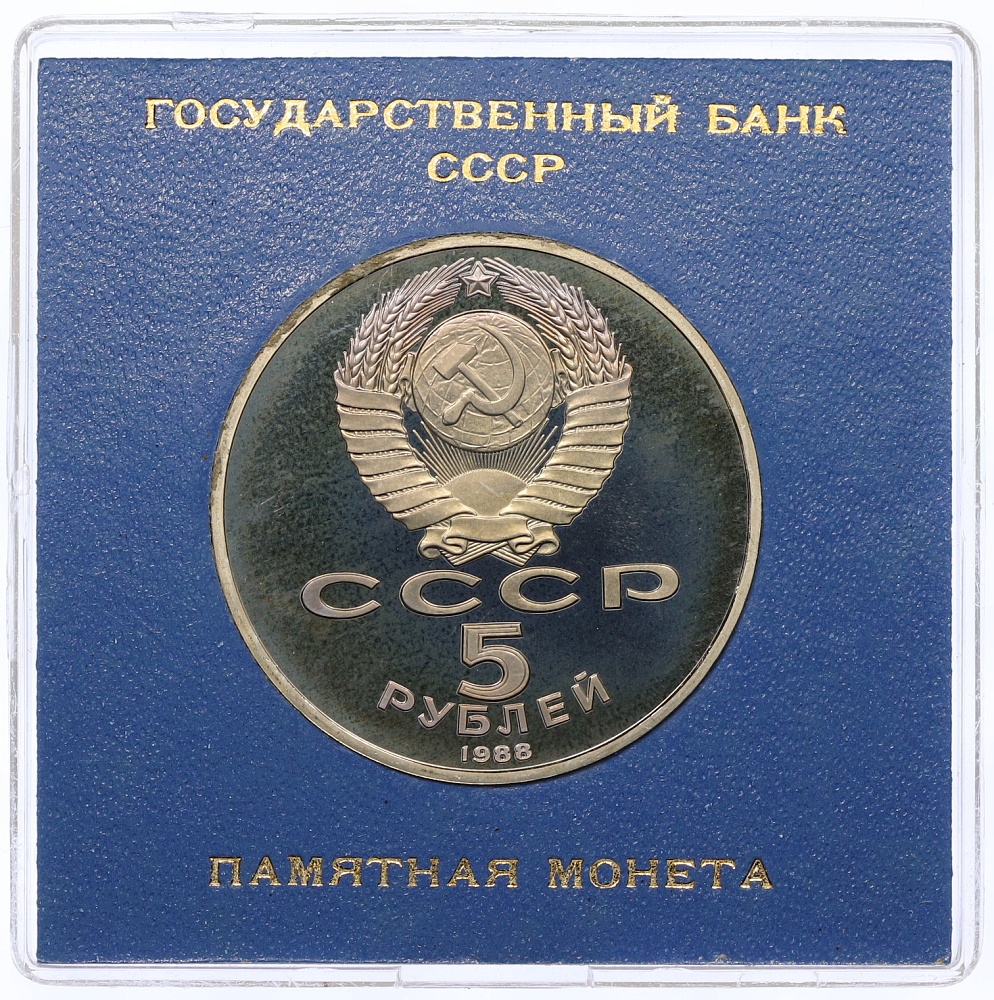 ГОСУДАРСТВЕННЫЙ БАНК
СССР
СССР
5
РУБЛЕЙ
1988
ПАМЯТНАЯ МОНЕТА